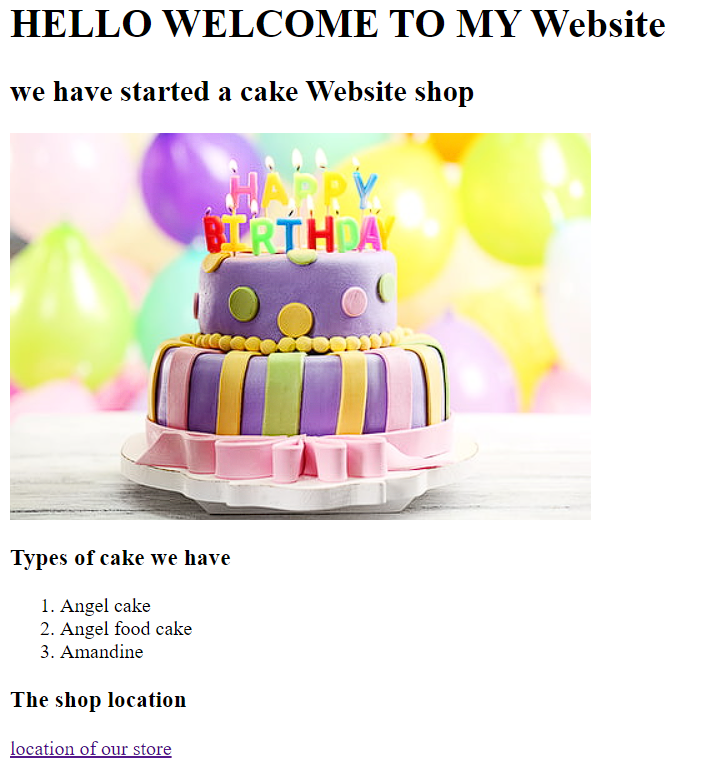 HELLO WELCOME TO MY Website
we have started a cake Website shop
HAPPY
BIRTHDAY
Types of cake we have
1. Angel cake
2. Angel food cake
3. Amandine
The shop location
location of our store